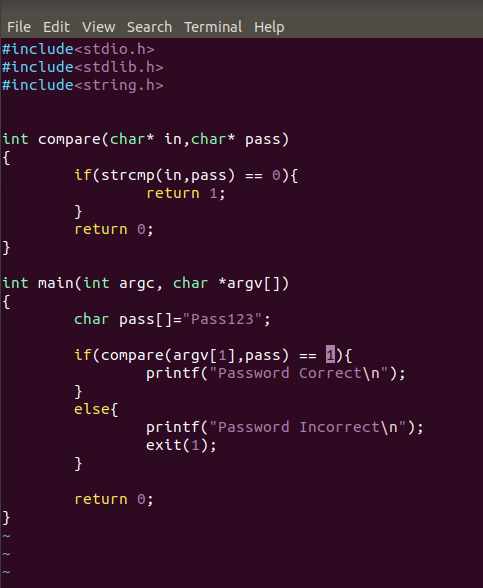 File Edit View Search Terminal Help
#include<stdio.h>
#include<stdlib.h>
#include<string.h>
int compare(char* in,char* pass)
{
        if(strcmp(in,pass) == 0){
                return 1;
        }
        return 0;
}
int main(int argc, char *argv[])
{
        char pass[]="Pass123";
        if(compare(argv[1],pass) == 1){
                printf("Password Correct\n");
        }
        else{
                printf("Password Incorrect\n");
                exit(1);
        }
        return 0;
}
~
~
~